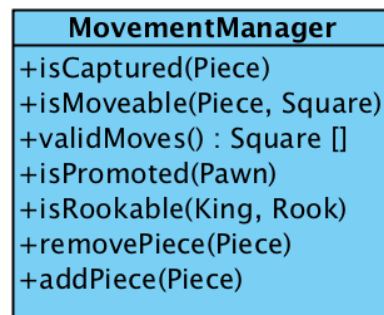 MovementManager
+isCaptured(Piece)
+isMoveable(Piece, Square)
+validMoves() : Square []
+isPromoted(Pawn)
+isRookable(King, Rook)
+removePiece(Piece)
+addPiece(Piece)